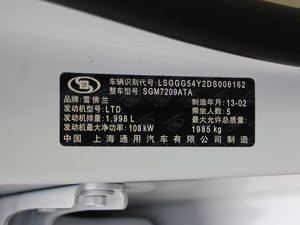 车辆识别代号: LSGGG54Y2DS006162
整车型号: SGM7209ATA
品牌: 雪佛兰 制造年月: 13-02
发动机型号: LTD 乘坐人数: 5
发动机排量: 1.998 L 最大允许总质量:
发动机最大净功率: 108kW 1985 kg
中国 上海通用汽车有限公司制造